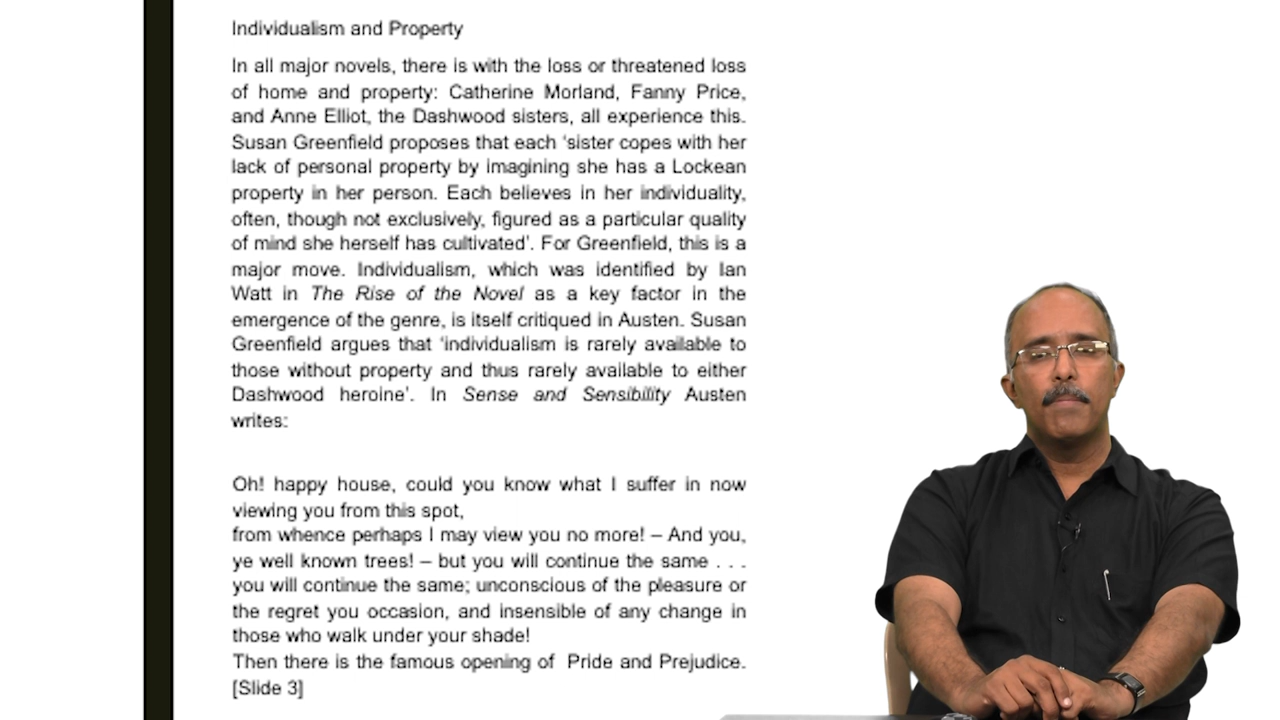 Individualism and Property
In all major novels, there is with the loss or threatened loss
of home and property: Catherine Morland, Fanny Price,
and Anne Elliot, the Dashwood sisters, all experience this.
Susan Greenfield proposes that each ‘sister copes with her
lack of personal property by imagining she has a Lockean
property in her person. Each believes in her individuality,
often, though not exclusively, figured as a particular quality
of mind she herself has cultivated’. For Greenfield, this is a
major move. Individualism, which was identified by Ian
Watt in The Rise of the Novel as a key factor in the
emergence of the genre, is itself critiqued in Austen. Susan
Greenfield argues that ‘individualism is rarely available to
those without property and thus rarely available to either
Dashwood heroine’. In Sense and Sensibility Austen
writes:
Oh! happy house, could you know what I suffer in now
viewing you from this spot,
from whence perhaps I may view you no more! – And you,
ye well known trees! – but you will continue the same . . .
you will continue the same; unconscious of the pleasure or
the regret you occasion, and insensible of any change in
those who walk under your shade!
Then there is the famous opening of Pride and Prejudice.
[Slide 3]